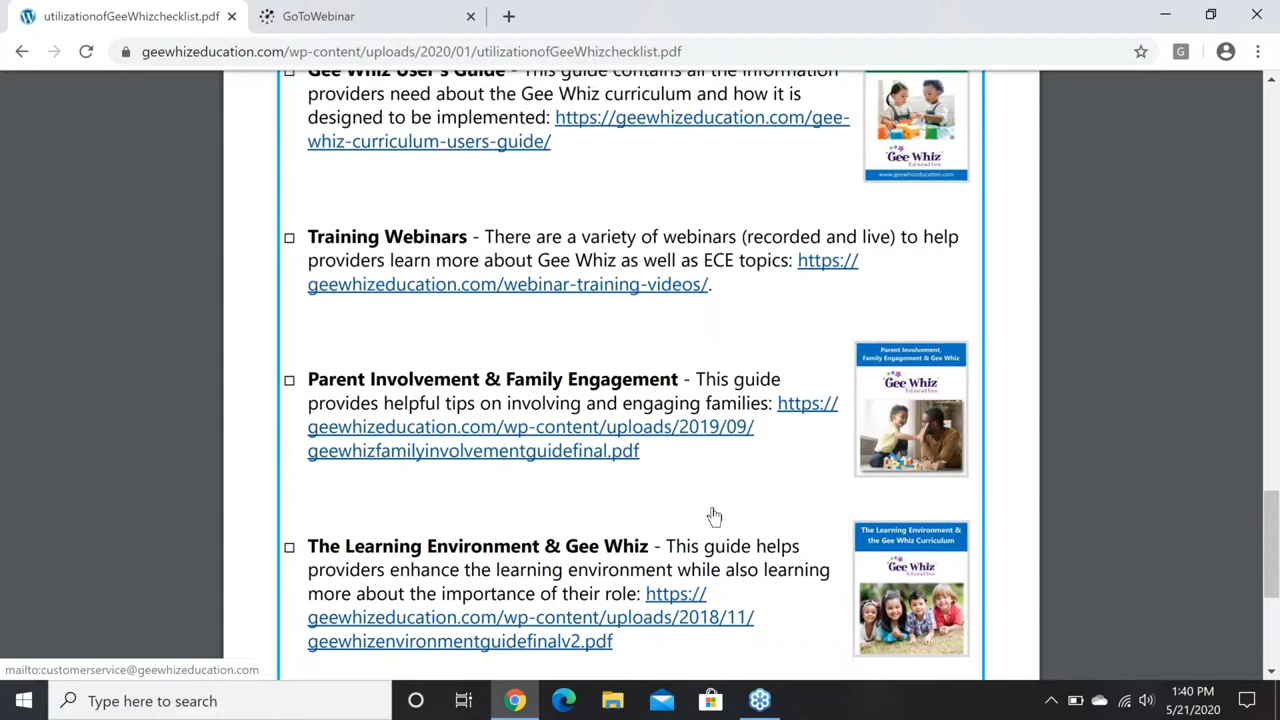 utilizationofGeeWhizchecklist.pdf
GoToWebinar
geewhizeducation.com/wp-content/uploads/2020/01/utilizationofGeeWhizchecklist.pdf
G
Gee Whiz User's Guide - This guide contains all the information
providers need about the Gee Whiz curriculum and how it is
designed to be implemented: https://geewhizeducation.com/gee-
whiz-curriculum-users-guide/
Gee Whiz
Education
www.geewhizeducation.com
Training Webinars - There are a variety of webinars (recorded and live) to help
providers learn more about Gee Whiz as well as ECE topics: https://
geewhizeducation.com/webinar-training-videos/.
Parent Involvement & Family Engagement - This guide
provides helpful tips on involving and engaging families: https://
geewhizeducation.com/wp-content/uploads/2019/09/
geewhizfamilyinvolvementguidefinal.pdf
Parent Involvement,
Family Engagement & Gee Whiz
Gee Whiz
Education
The Learning Environment & Gee Whiz - This guide helps
providers enhance the learning environment while also learning
more about the importance of their role: https://
geewhizeducation.com/wp-content/uploads/2018/11/
geewhizenvironmentguidefinalv2.pdf
The Learning Environment &
the Gee Whiz Curriculum
Gee Whiz
Education
mailto:customerservice@geewhizeducation.com
Type here to search
1:40 PM
5/21/2020